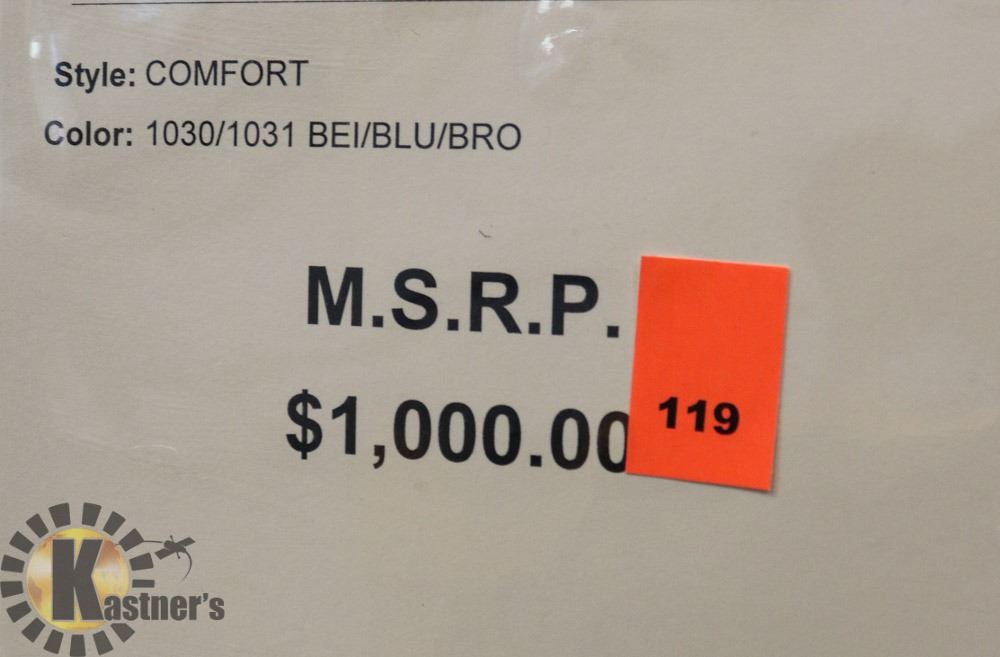 Style: COMFORT
Color: 1030/1031 BEI/BLU/BRO
M.S.R.P.
$1,000.00
119
Kastner's